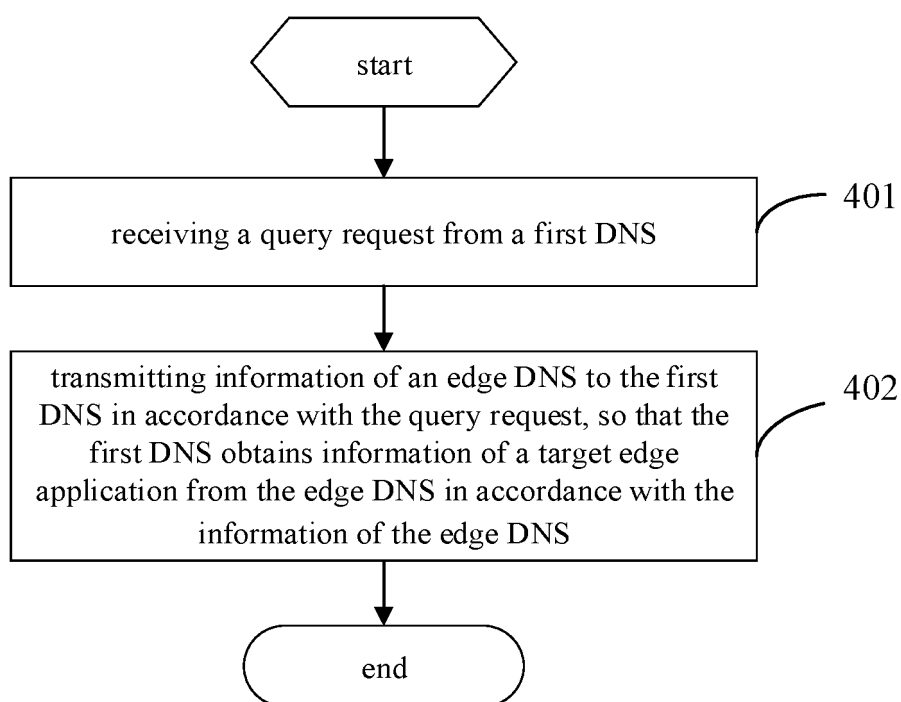 start
receiving a query request from a first DNS
401
transmitting information of an edge DNS to the first
DNS in accordance with the query request, so that the
first DNS obtains information of a target edge
application from the edge DNS in accordance with the
information of the edge DNS
402
end